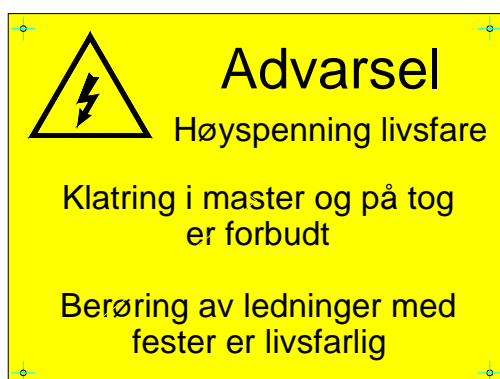 Advarsel
Høyspenning livsfare
Klatring i master og på tog
er forbudt
Berøring av ledninger med
fester er livsfarlig